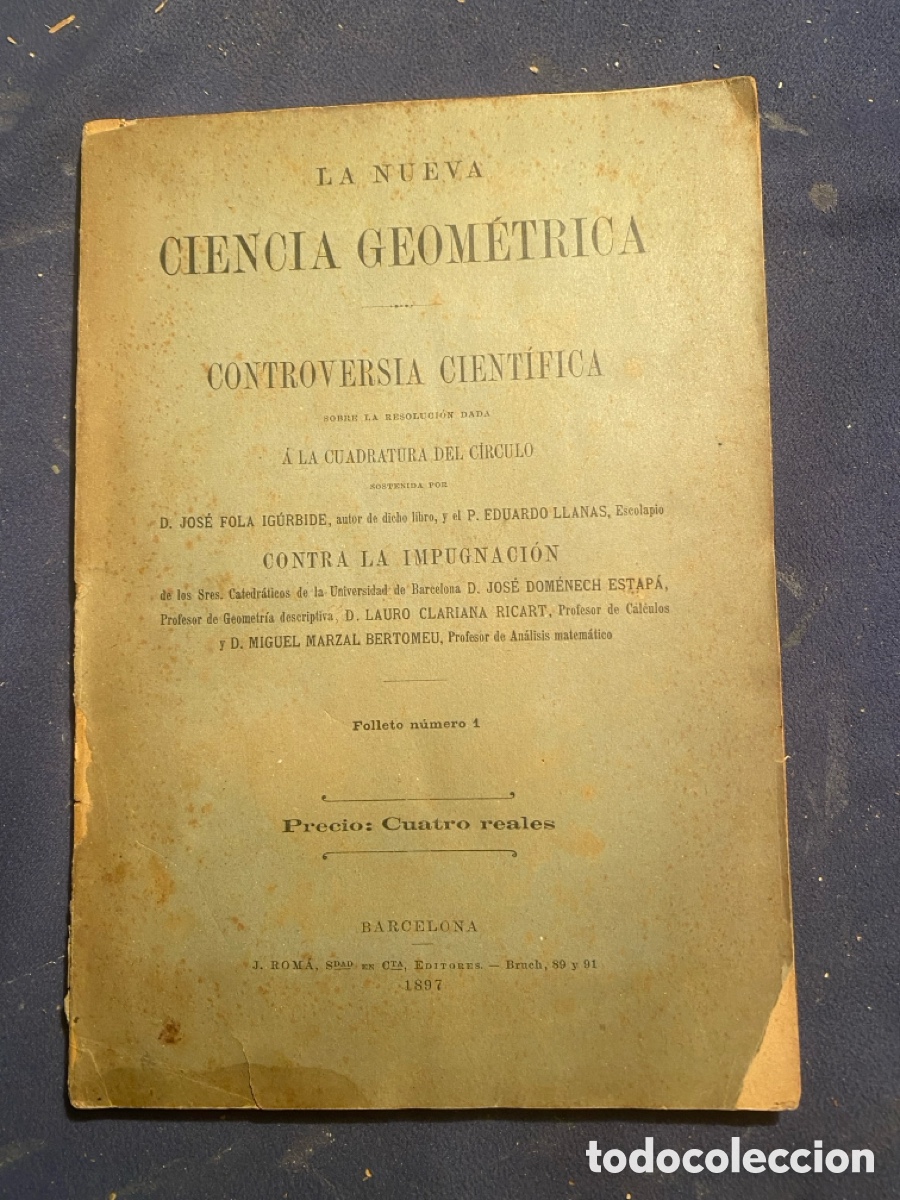 LA NUEVA
CIENCIA GEOMÉTRICA
CONTROVERSIA CIENTÍFICA
SOBRE LA RESOLUCIÓN DADA
Á LA CUADRATURA DEL CÍRCULO
SOSTENIDA POR
D. JOSÉ FOLA IGÚRBIDE, autor de dicho libro, y el P. EDUARDO LLANAS, Escolapio
CONTRA LA IMPUGNACIÓN
de los Sres. Catedráticos de la Universidad de Barcelona D. JOSÉ DOMÉNECH ESTAPÁ,
Profesor de Geometría descriptiva, D. LAURO CLARIANA RICART, Profesor de Cálculos
y D. MIGUEL MARZAL BERTOMEU, Profesor de Análisis matemático
Folleto número 1
Precio: Cuatro reales
BARCELONA
J. ROMÁ, SDAD EN CTA, EDITORES. — Bruch, 89 y 91
1897
todocoleccion